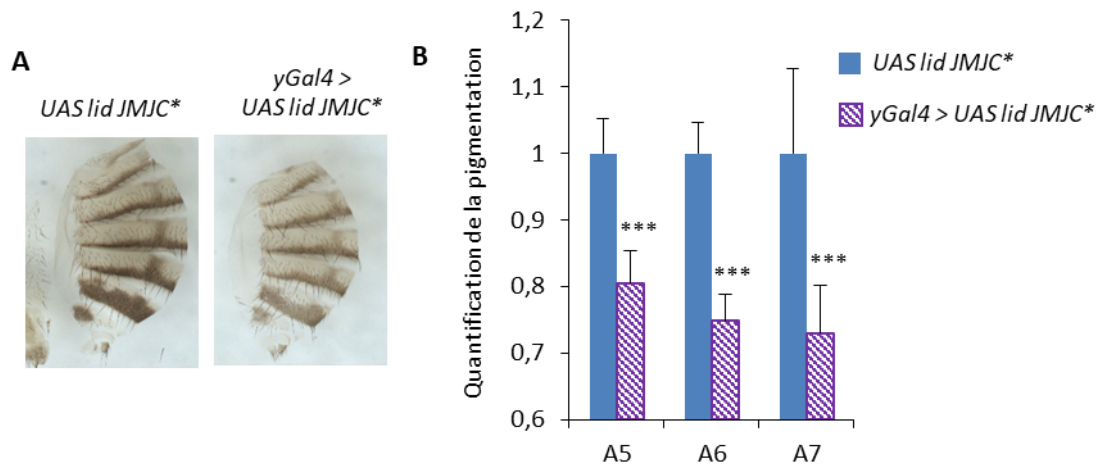 A
UAS lid JMJC*
yGal4 >
UAS lid JMJC*
B
Quantification de la pigmentation
1,2
1,1
1
0,9
0,8
0,7
0,6
***
***
***
A5
A6
A7
UAS lid JMJC*
yGal4 > UAS lid JMJC*